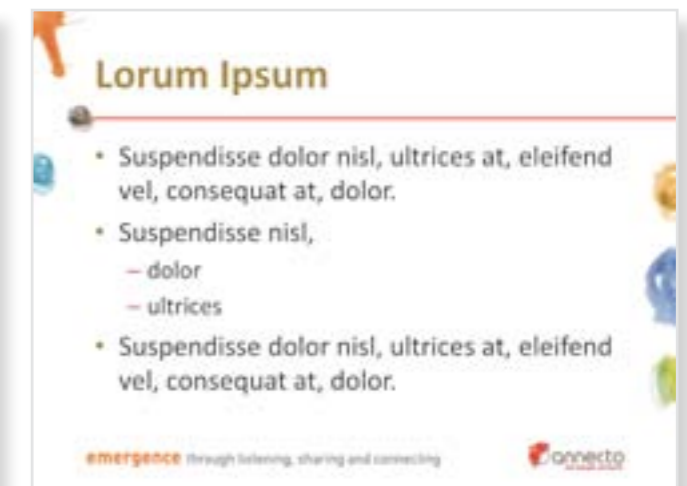 Lorum Ipsum
• Suspendisse dolor nisl, ultrices at, eleifend
vel, consequat at, dolor.
• Suspendisse nisl,
– dolor
– ultrices
• Suspendisse dolor nisl, ultrices at, eleifend
vel, consequat at, dolor.
emergence through listening, sharing and connecting
annecto